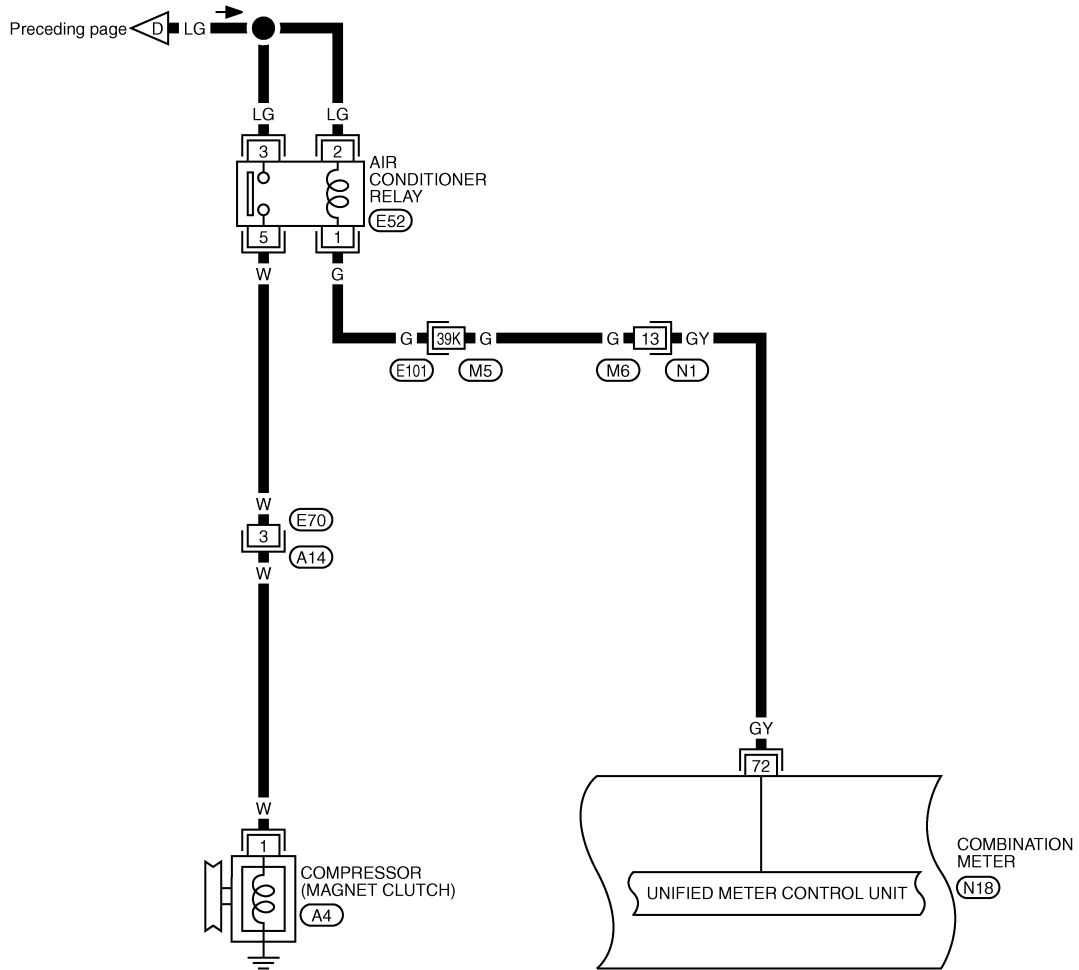 Preceding page D LG
LG LG
3 2
AIR
CONDITIONER
RELAY
E52
5 1
W G
G 39K G G 13 GY
E101 M5 M6 N1
W
E70
3
A14
W
GY
72
W
1
COMPRESSOR
(MAGNET CLUTCH)
A4
COMBINATION
METER
N18
UNIFIED METER CONTROL UNIT